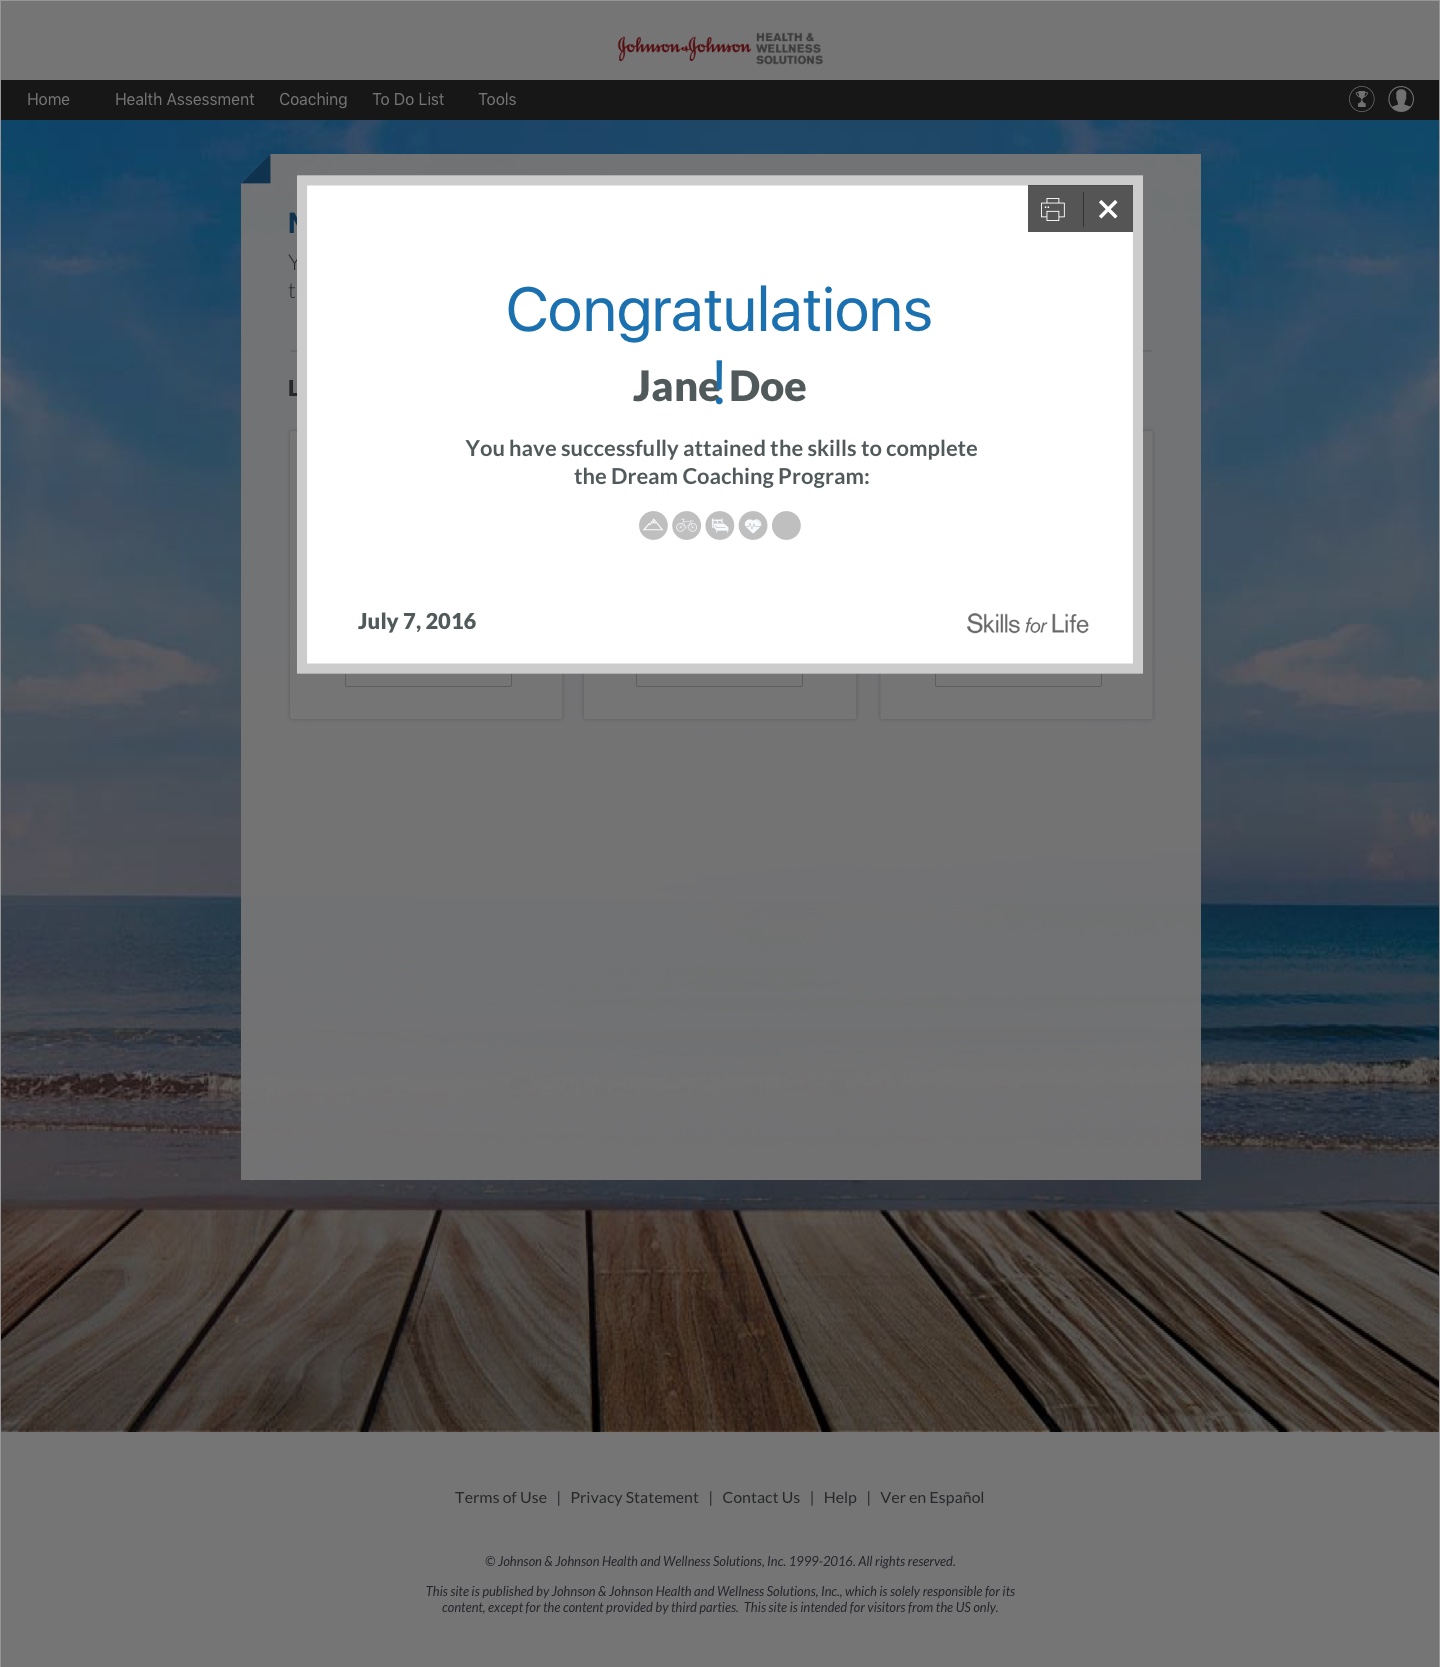 Johnson & Johnson HEALTH &
WELLNESS
SOLUTIONS
Home Health Assessment Coaching To Do List Tools
Congratulations
!
Jane Doe
You have successfully attained the skills to complete
the Dream Coaching Program:
July 7, 2016
Skills for Life
Terms of Use | Privacy Statement | Contact Us | Help | Ver en Español
© Johnson & Johnson Health and Wellness Solutions, Inc. 1999-2016. All rights reserved.
This site is published by Johnson & Johnson Health and Wellness Solutions, Inc., which is solely responsible for its
content, except for the content provided by third parties. This site is intended for visitors from the US only.